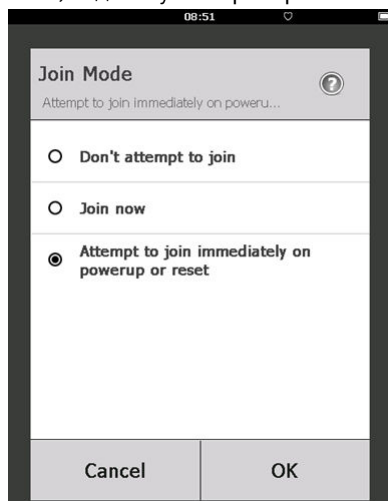 08:51
Join Mode
Attempt to join immediately on poweru...
?
Don't attempt to join
Join now
Attempt to join immediately on
powerup or reset
Cancel
OK